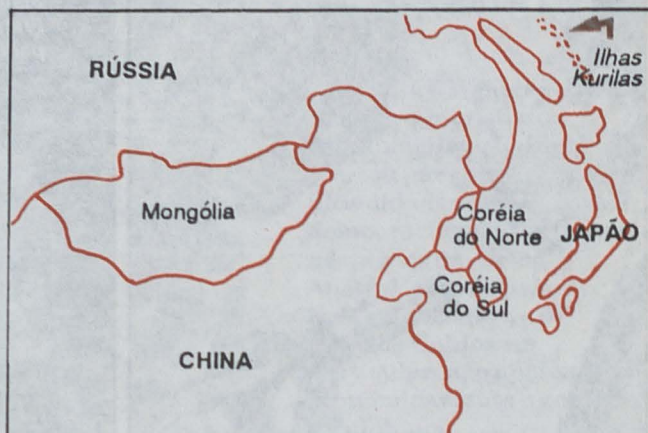 Ilhas
Kurilas
RÚSSIA
Mongólia
Coréia
do Norte
JAPÃO
Coréia
do Sul
CHINA